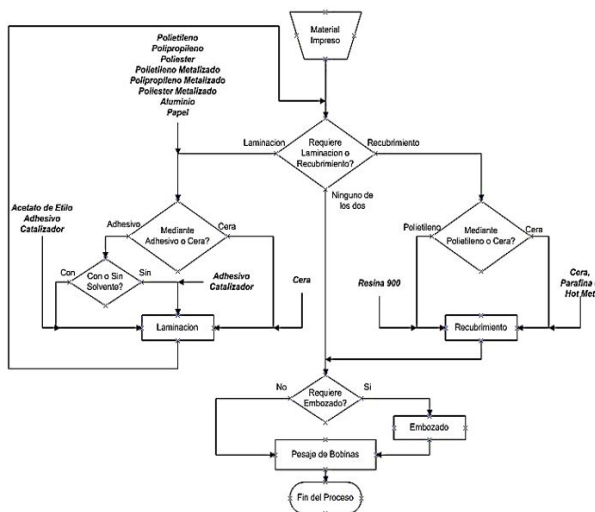 Material
Impreso
Polietileno
Polipropileno
Poliester
Polietileno Metalizado
Polipropileno Metalizado
Poliester Metalizado
Aluminio
Papel
Laminacion
Requiere
Laminacion o
Recubrimiento?
Recubrimiento
Ninguno de
los dos
Acetato de Etilo
Adhesivo
Catalizador
Adhesivo
Mediante
Adhesivo o Cera?
Cera
Con
Con o Sin
Solvente?
Sin
Adhesivo
Catalizador
Cera
Laminacion
Polietileno
Mediante
Polietileno o Cera?
Cera
Resina 900
Cera,
Parafina
Hot
Recubrimiento
No
Requiere
Embozado?
Si
Embozado
Pesaje de Bobinas
Fin del Proceso